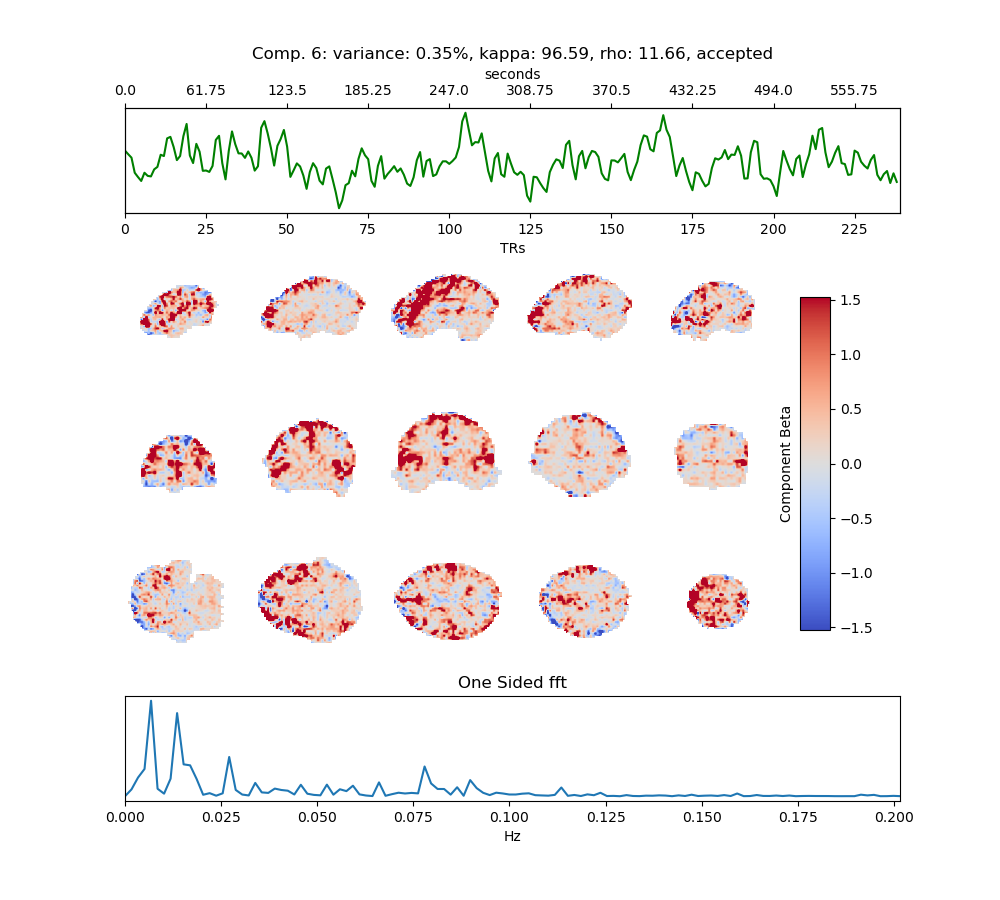 Comp. 6: variance: 0.35%, kappa: 96.59, rho: 11.66, accepted
seconds
0.0 61.75 123.5 185.25 247.0 308.75 370.5 432.25 494.0 555.75
0 25 50 75 100 125 150 175 200 225
TRs
1.5
1.0
0.5
0.0
−0.5
−1.0
−1.5
Component Beta
One Sided fft
0.000 0.025 0.050 0.075 0.100 0.125 0.150 0.175 0.200
Hz